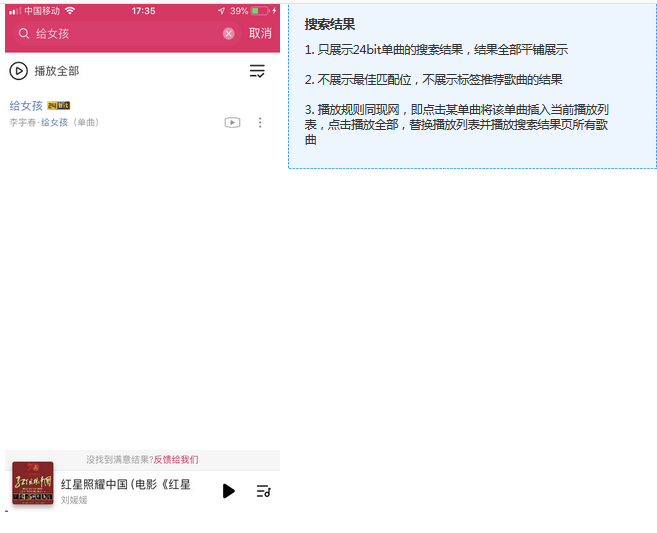 中国移动 17:35 39%
给女孩 取消
播放全部
给女孩 24 bit
李宇春·给女孩（单曲）
没找到满意结果?反馈给我们
红星照耀中国 (电影《红星
刘媛媛
搜索结果
1. 只展示24bit单曲的搜索结果，结果全部平铺展示
2. 不展示最佳匹配位，不展示标签推荐歌曲的结果
3. 播放规则同现网，即点击某单曲将该单曲插入当前播放列
表，点击播放全部，替换播放列表并播放搜索结果页所有歌
曲